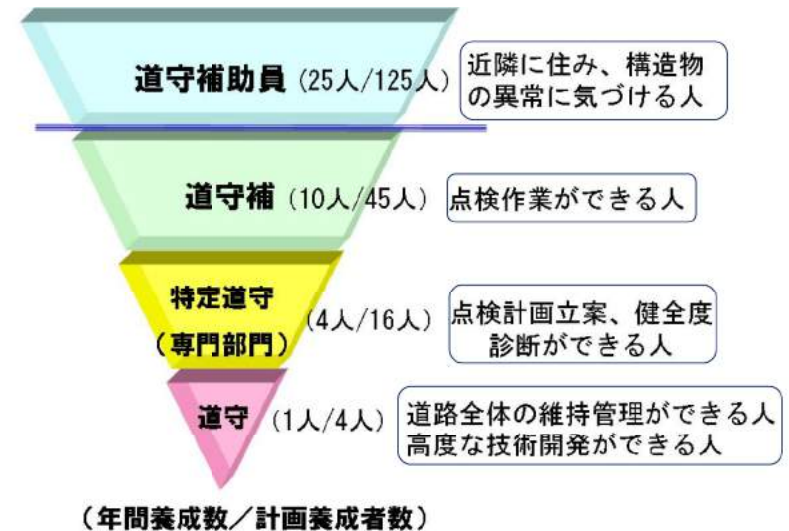 道守補助員 (25人/125人)
近隣に住み、構造物
の異常に気づける人
道守補 (10人/45人)
点検作業ができる人
特定道守
(専門部門)
(4人/16人)
点検計画立案、健全度
診断ができる人
道守 (1人/4人)
道路全体の維持管理ができる人
高度な技術開発ができる人
(年間養成数/計画養成者数)